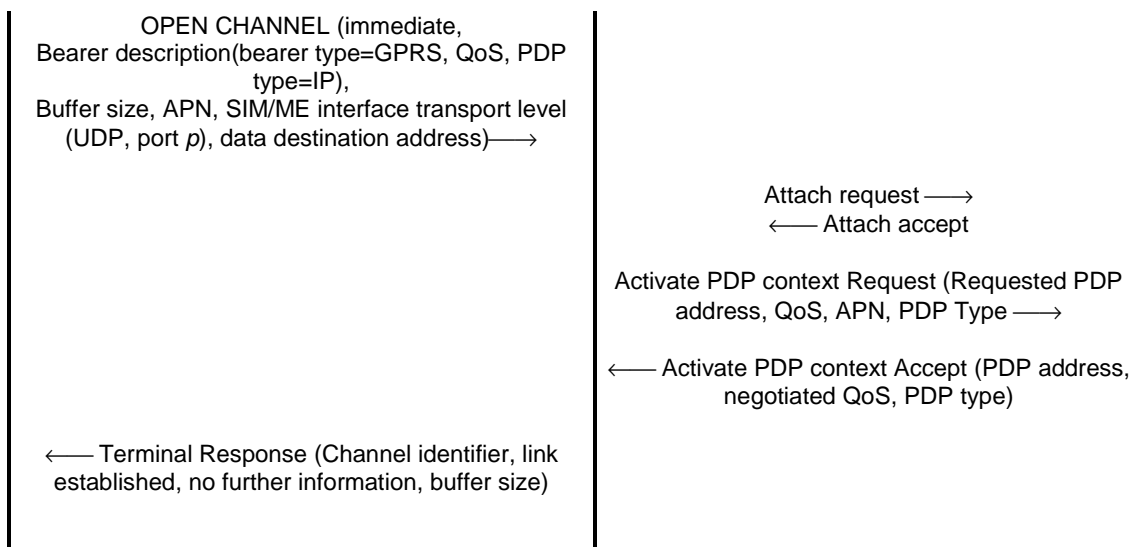 OPEN CHANNEL (immediate,
Bearer description(bearer type=GPRS, QoS, PDP
type=IP),
Buffer size, APN, SIM/ME interface transport level
(UDP, port p), data destination address)⎯⎯→
Attach request ⎯⎯→
←⎯⎯ Attach accept
Activate PDP context Request (Requested PDP
address, QoS, APN, PDP Type ⎯⎯→
←⎯⎯ Activate PDP context Accept (PDP address,
negotiated QoS, PDP type)
←⎯⎯ Terminal Response (Channel identifier, link
established, no further information, buffer size)